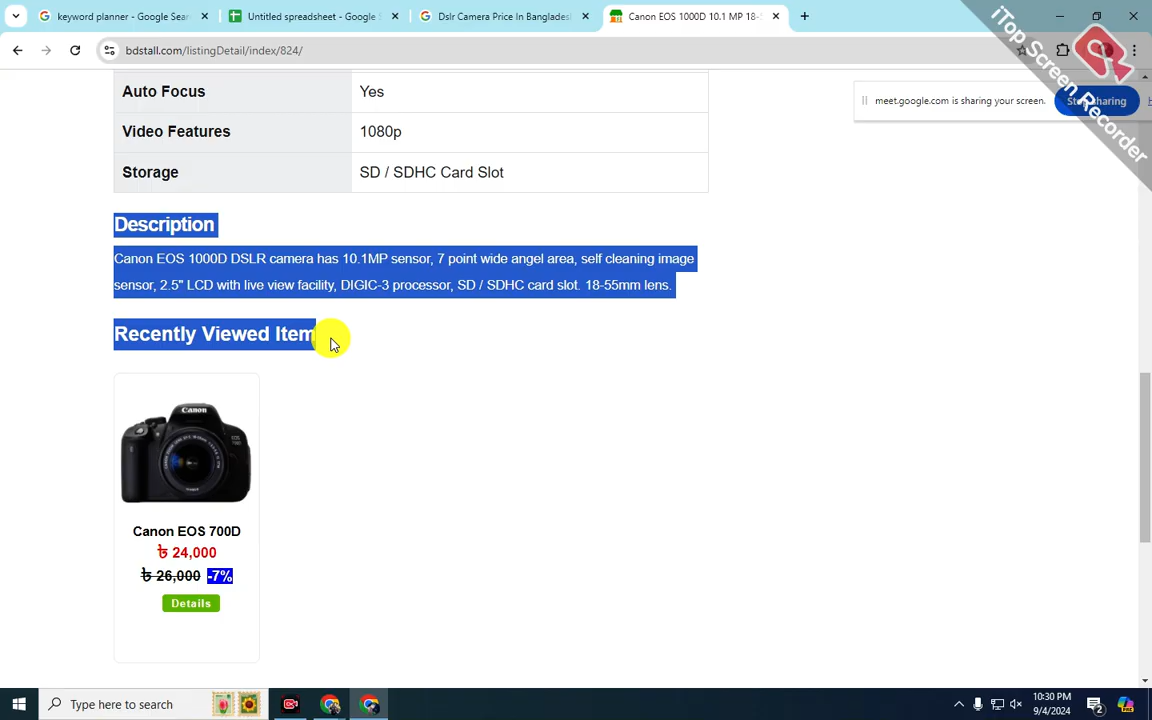 keyword planner - Google Sear
Untitled spreadsheet - Google S
Dslr Camera Price In Bangladesh
Canon EOS 1000D 10.1 MP 18-5
bdstall.com/listingDetail/index/824/
iTop Screen Recorder
meet.google.com is sharing your screen.
Stop sharing
Auto Focus Yes
Video Features 1080p
Storage SD / SDHC Card Slot
Description
Canon EOS 1000D DSLR camera has 10.1MP sensor, 7 point wide angel area, self cleaning image
sensor, 2.5" LCD with live view facility, DIGIC-3 processor, SD / SDHC card slot. 18-55mm lens.
Recently Viewed Item
Canon
Canon EOS 700D
৳ 24,000
৳ 26,000 -7%
Details
Type here to search
10:30 PM
9/4/2024
2